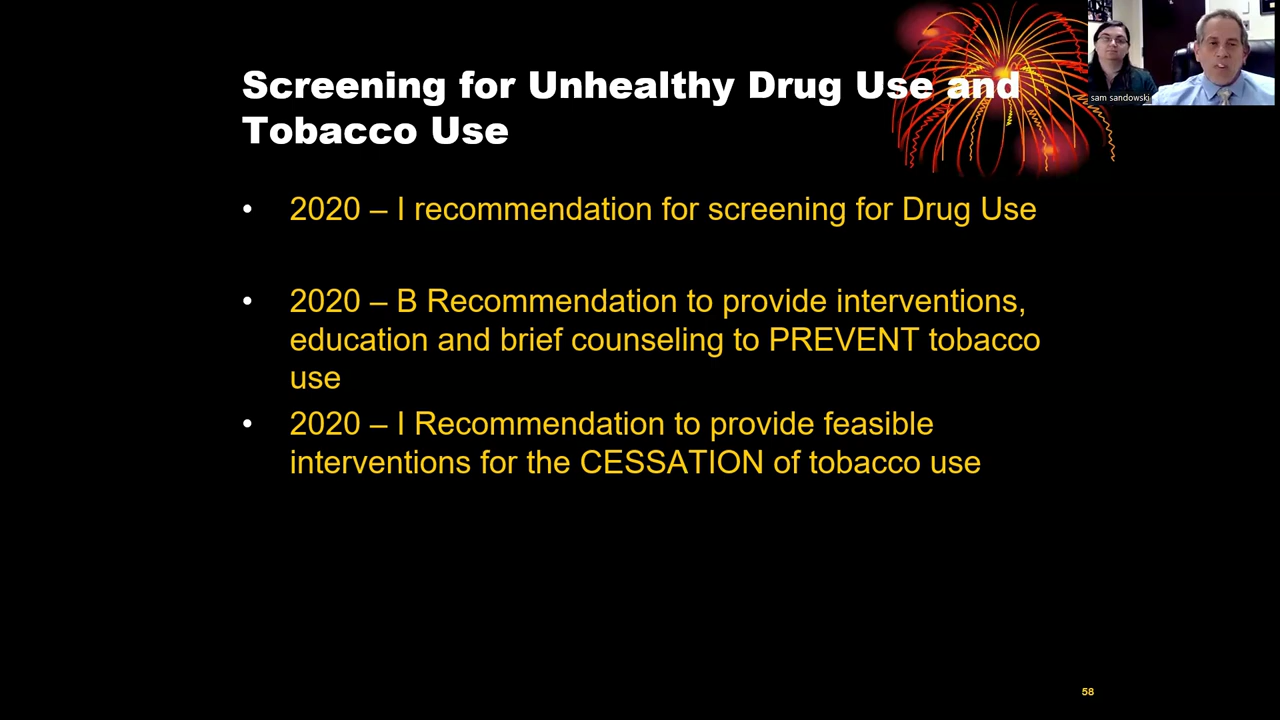 sam sandowski
Screening for Unhealthy Drug Use and
Tobacco Use
• 2020 – I recommendation for screening for Drug Use
• 2020 – B Recommendation to provide interventions,
education and brief counseling to PREVENT tobacco
use
• 2020 – I Recommendation to provide feasible
interventions for the CESSATION of tobacco use
58